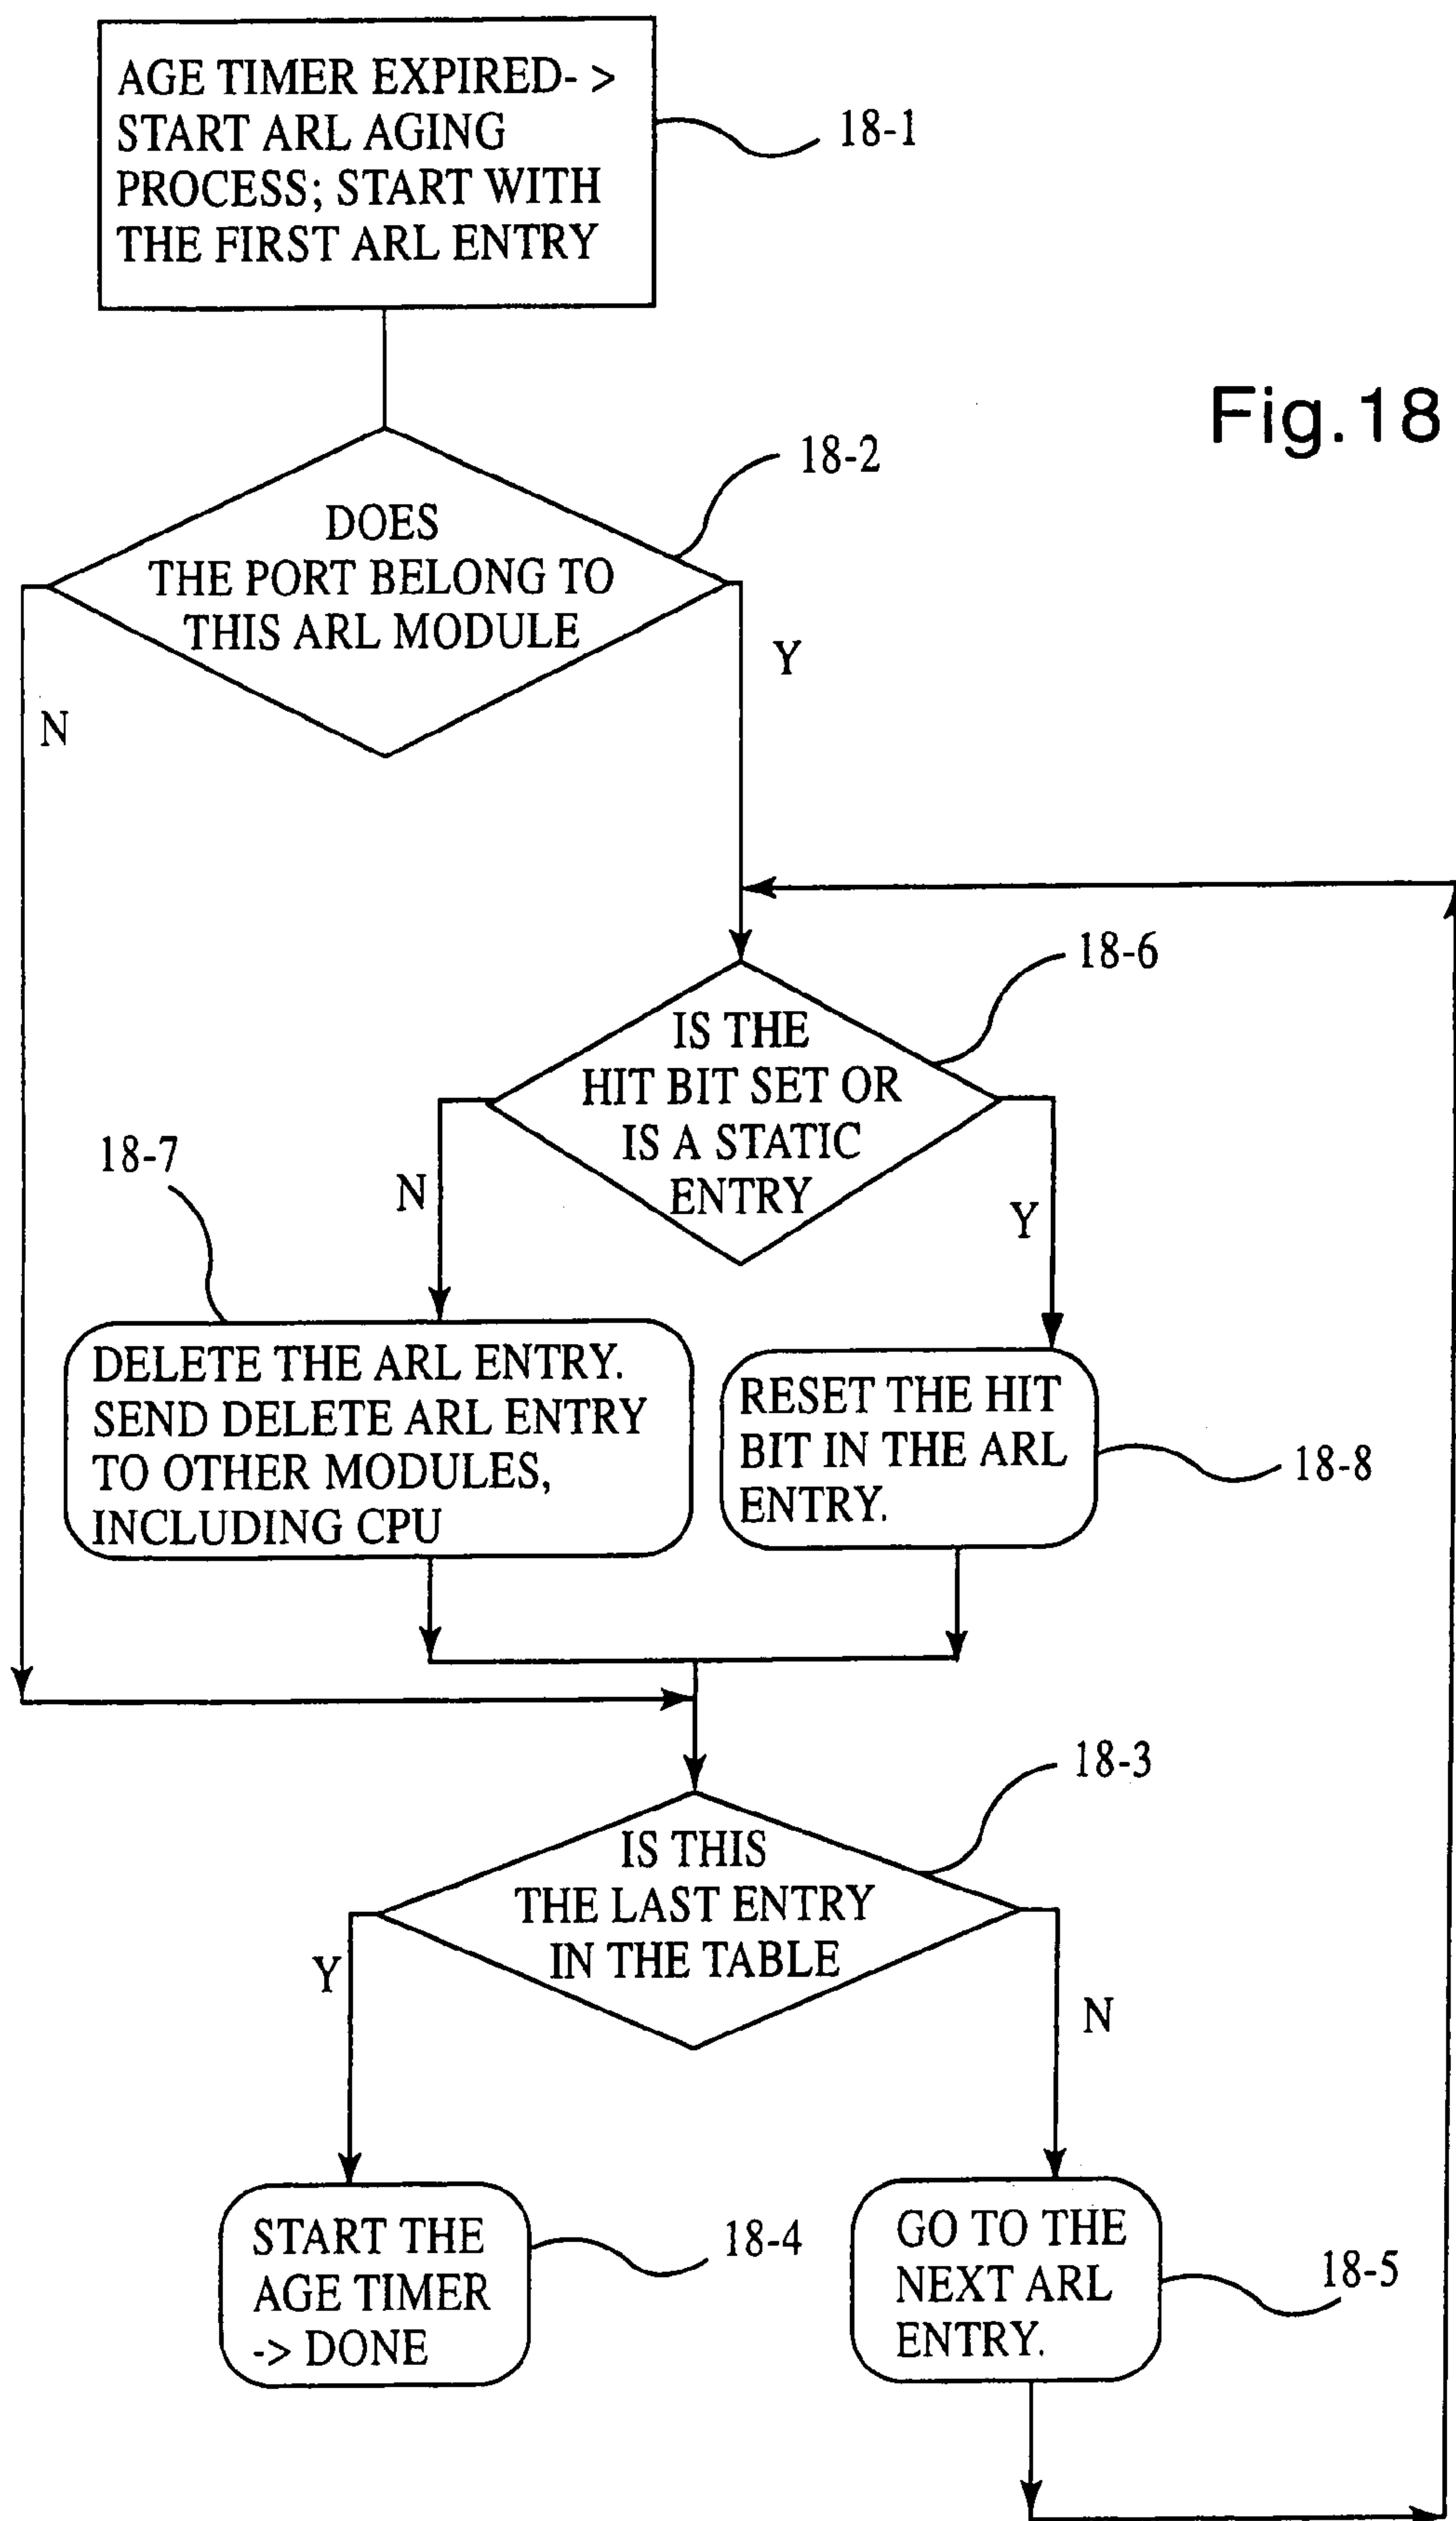 AGE TIMER EXPIRED- >
START ARL AGING
PROCESS; START WITH
THE FIRST ARL ENTRY
18-1
Fig.18
18-2
DOES
THE PORT BELONG TO
THIS ARL MODULE
Y
N
18-6
IS THE
HIT BIT SET OR
IS A STATIC
ENTRY
18-7
N
Y
DELETE THE ARL ENTRY.
SEND DELETE ARL ENTRY
TO OTHER MODULES,
INCLUDING CPU
RESET THE HIT
BIT IN THE ARL
ENTRY.
18-8
18-3
IS THIS
THE LAST ENTRY
IN THE TABLE
Y
N
START THE
AGE TIMER
-> DONE
18-4
GO TO THE
NEXT ARL
ENTRY.
18-5